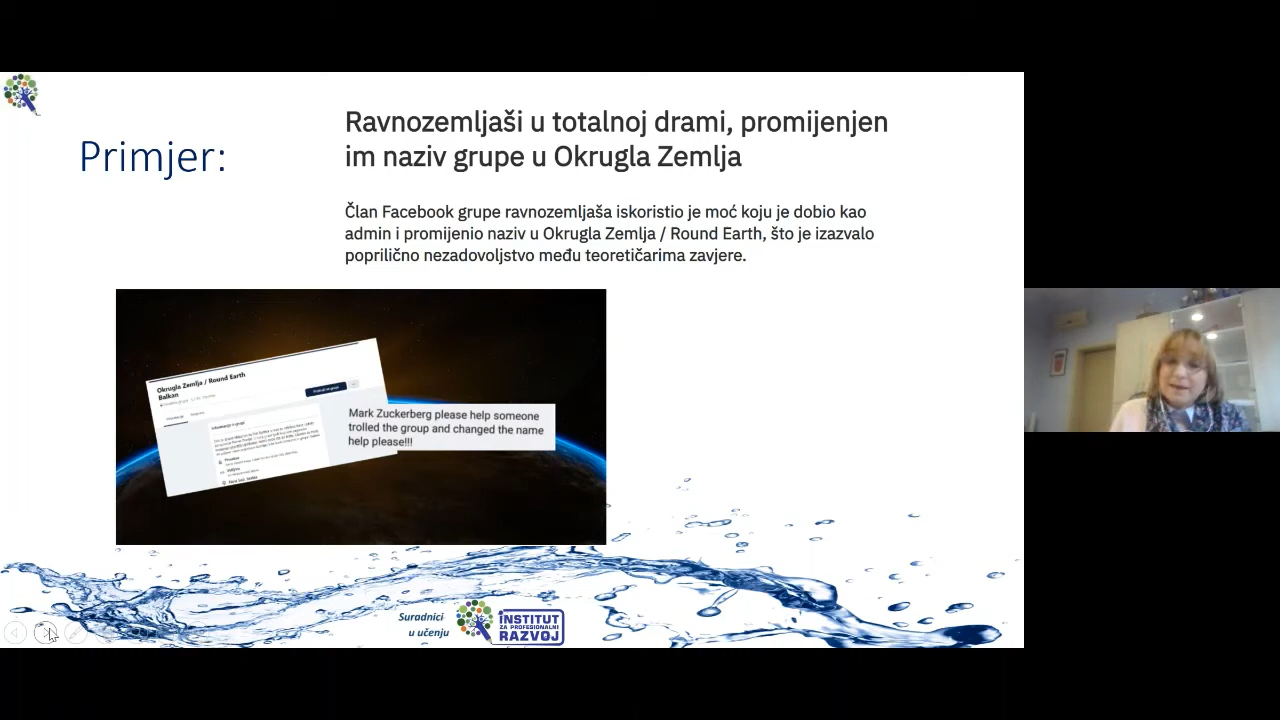 Primjer:
Ravnozemljaši u totalnoj drami, promijenjen
im naziv grupe u Okrugla Zemlja
Član Facebook grupe ravnozemljaša iskoristio je moć koju je dobio kao
admin i promijenio naziv u Okrugla Zemlja / Round Earth, što je izazvalo
poprilično nezadovoljstvo među teoretičarima zavjere.
Okrugla Zemlja / Round Earth
Balkan
Mark Zuckerberg please help someone
trolled the group and changed the name
help please!!!
Suradnici
u učenju
INSTITUT
ZA PROFESIONALNI
RAZVOJ